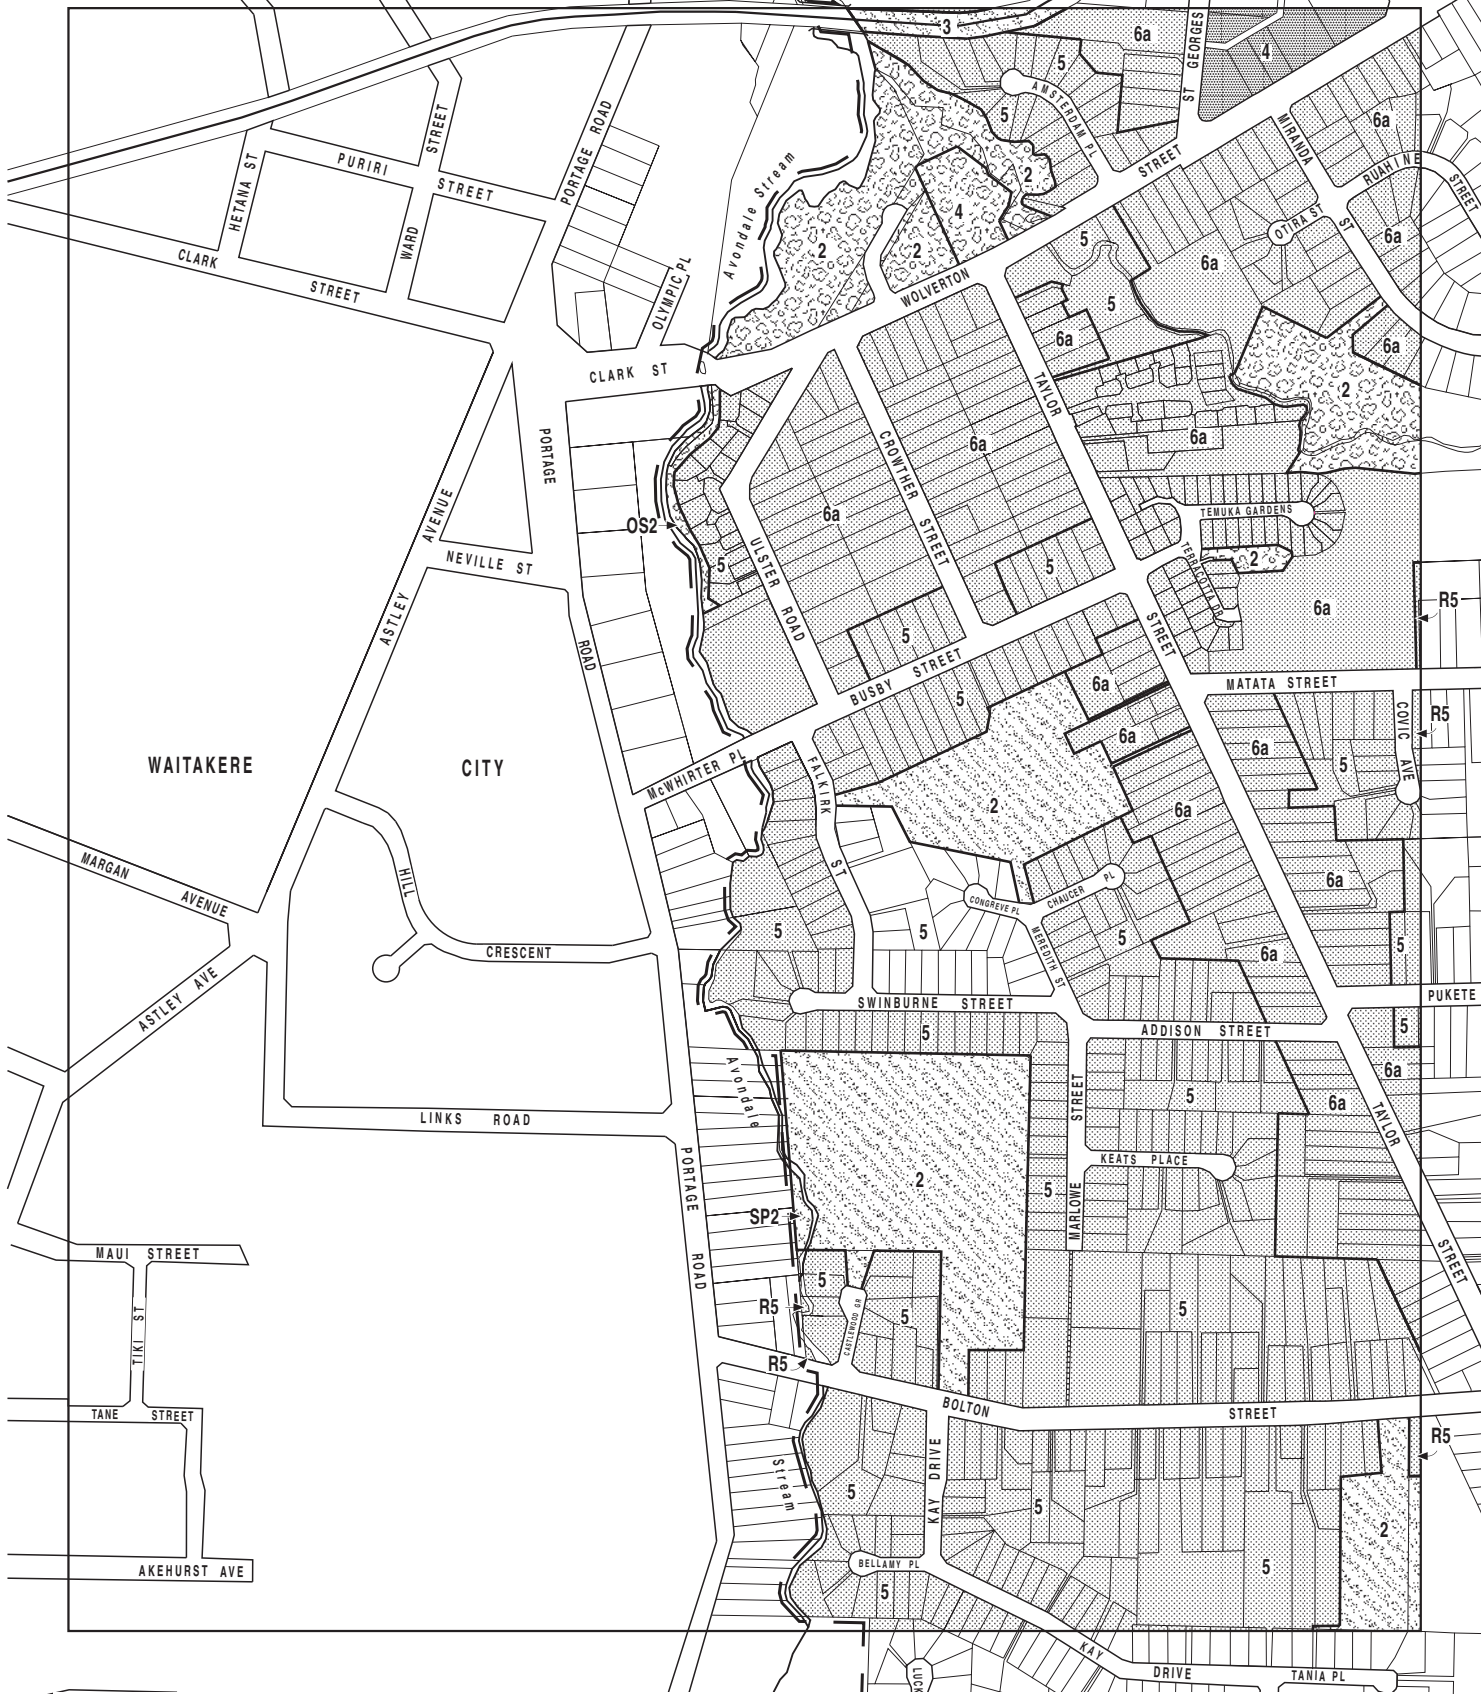 3
6a
GEORGES
ST
4
5
AMSTERDAM PL
5
MIRANDA
ST
6a
RUAHINE
STREET
PORTAGE ROAD
STREET
PURIRI
STREET
HETANA ST
WARD
Avondale Stream
2
4
STREET
OTIRA ST
6a
CLARK
STREET
OLYMPIC PL
2
2
WOLVERTON
5
6a
5
6a
6a
CLARK ST
TAYLOR
2
PORTAGE
CROWTHER
STREET
6a
6a
AVENUE
OS2
6a
TEMUKA GARDENS
NEVILLE ST
5
ULSTER
ROAD
5
TERRACOTTA DR
2
ASTLEY
ROAD
5
STREET
6a
R5
BUSBY STREET
5
6a
MATATA STREET
COVIC
AVE
R5
WAITAKERE
CITY
McWHIRTER PL
FALKIRK
ST
6a
6a
5
2
6a
MARGAN
AVENUE
HILL
CRESCENT
CONGREVE PL
CHAUCER PL
6a
5
5
MEREDITH ST
5
5
6a
ASTLEY AVE
SWINBURNE STREET
PUKETE
5
ADDISON STREET
5
Avondale
STREET
6a
5
6a
TAYLOR
LINKS ROAD
PORTAGE
ROAD
KEATS PLACE
2
5
MARLOWE
SP2
MAUI STREET
STREET
5
R5
5
CASTLEWOOD GR
5
TIKI ST
R5
TANE STREET
BOLTON
STREET
R5
KAY DRIVE
Stream
5
5
2
AKEHURST AVE
BELLAMY PL
5
5
KAY
DRIVE
TANIA PL
LUCK